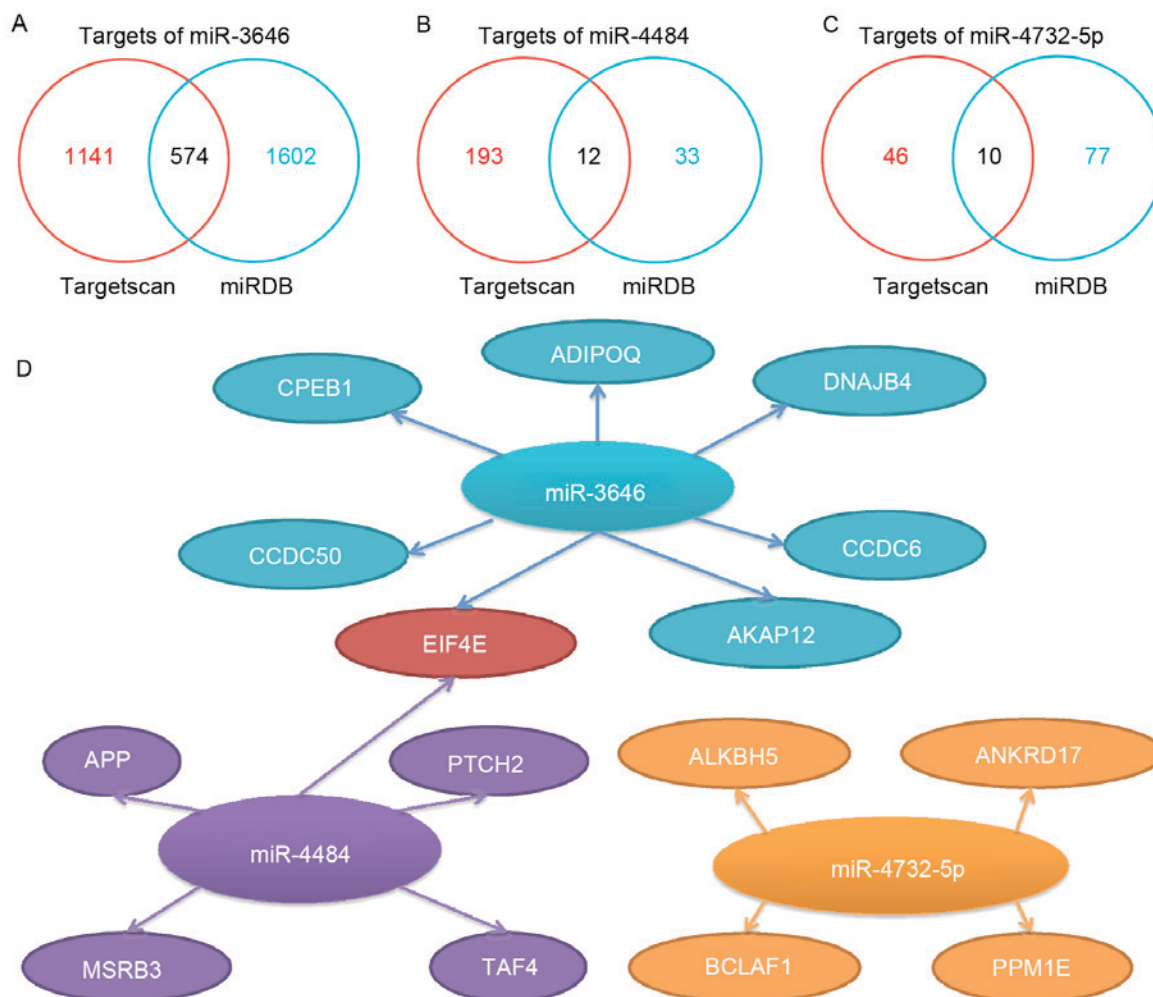 A
Targets of miR-3646
1141
574
1602
Targetscan
miRDB
B
Targets of miR-4484
193
12
33
Targetscan
miRDB
C
Targets of miR-4732-5p
46
10
77
Targetscan
miRDB
D
ADIPOQ
CPEB1
DNAJB4
miR-3646
CCDC50
CCDC6
EIF4E
AKAP12
APP
PTCH2
miR-4484
MSRB3
TAF4
ALKBH5
ANKRD17
miR-4732-5p
BCLAF1
PPM1E